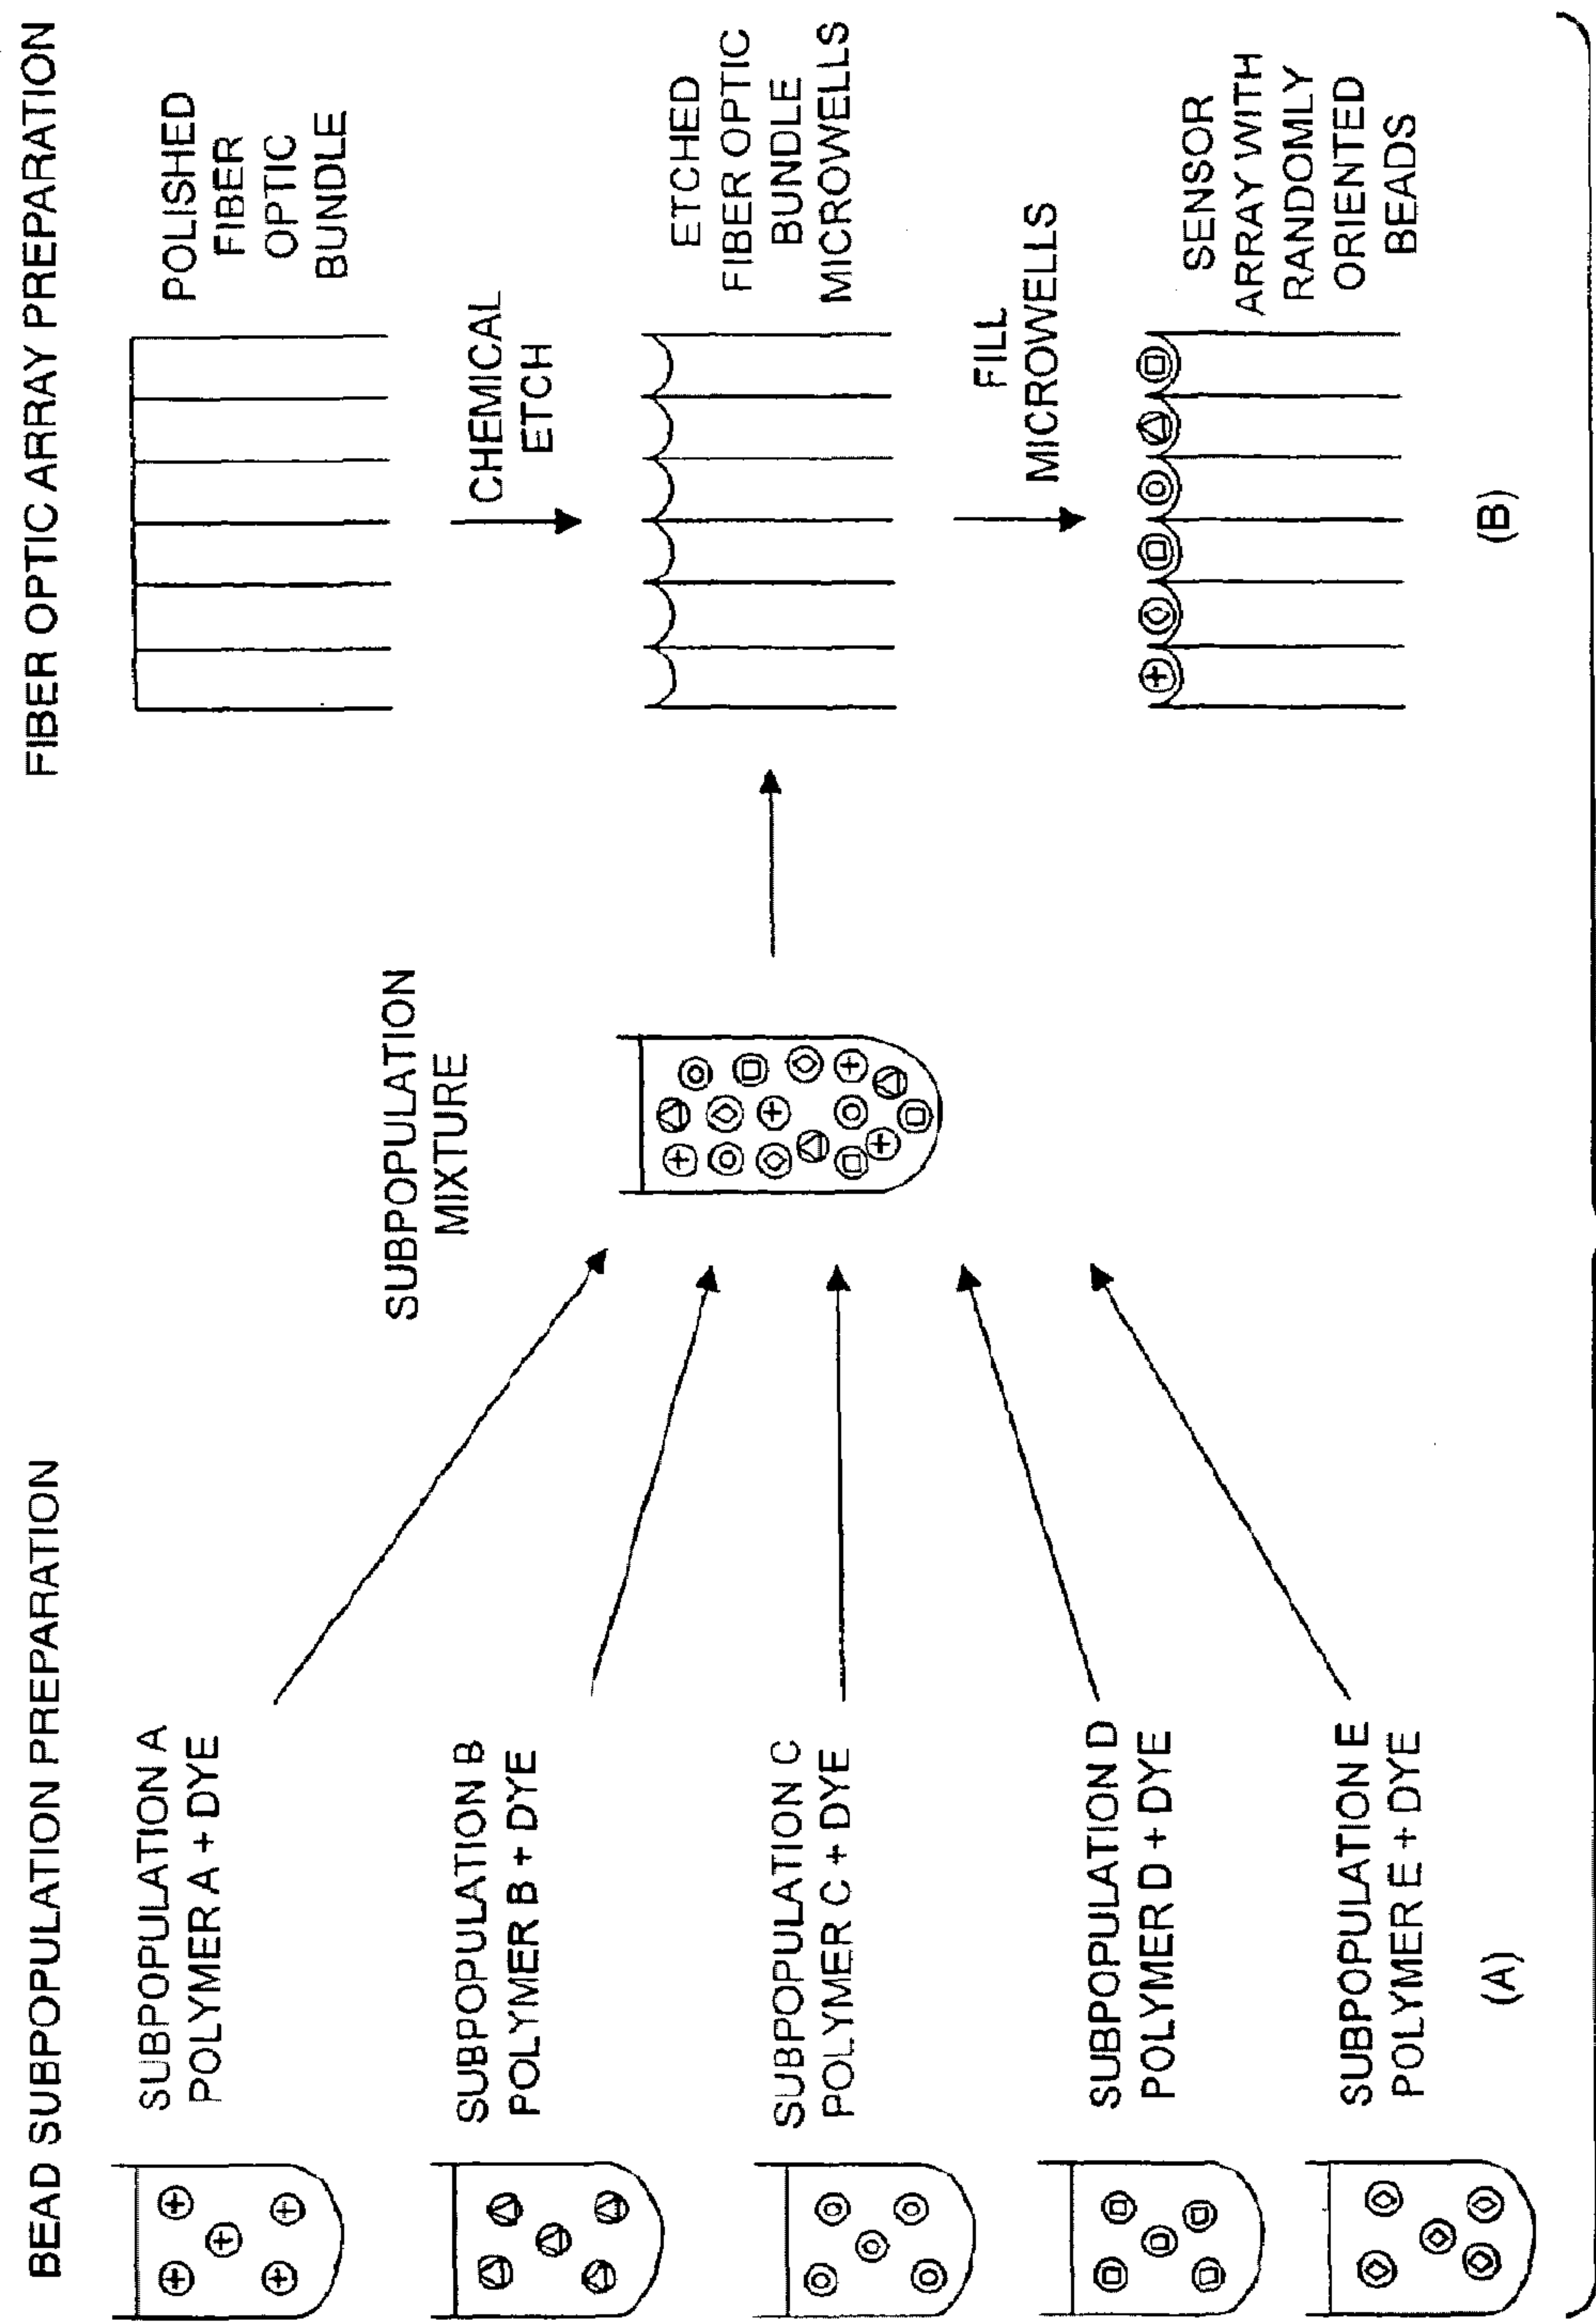 BEAD SUBPOPULATION PREPARATION
SUBPOPULATION A
POLYMER A + DYE
SUBPOPULATION B
POLYMER B + DYE
SUBPOPULATION C
POLYMER C + DYE
SUBPOPULATION D
POLYMER D + DYE
SUBPOPULATION E
POLYMER E + DYE
(A)
SUBPOPULATION
MIXTURE
FIBER OPTIC ARRAY PREPARATION
POLISHED
FIBER
OPTIC
BUNDLE
CHEMICAL
ETCH
ETCHED
FIBER OPTIC
BUNDLE
MICROWELLS
FILL
MICROWELLS
SENSOR
ARRAY WITH
RANDOMLY
ORIENTED
BEADS
(B)